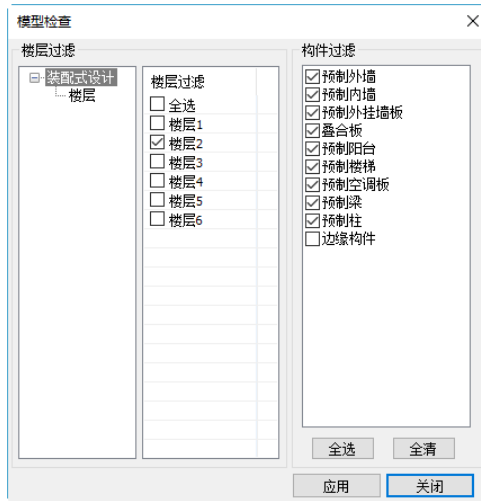 模型检查
楼层过滤
装配式设计
楼层
楼层过滤
全选
楼层1
楼层2
楼层3
楼层4
楼层5
楼层6
构件过滤
预制外墙
预制内墙
预制外挂墙板
叠合板
预制阳台
预制楼梯
预制空调板
预制梁
预制柱
边缘构件
全选
全清
应用
关闭